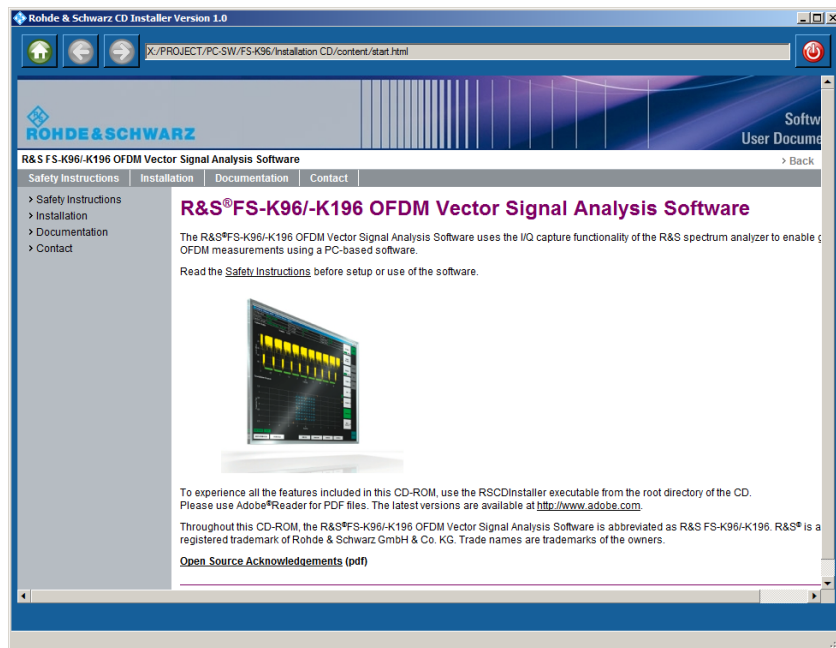 Rohde & Schwarz CD Installer Version 1.0
X:/PROJECT/PC-SW/FS-K96/Installation CD/content/start.html
ROHDE&SCHWARZ
Softw
User Docume
R&S FS-K96/-K196 OFDM Vector Signal Analysis Software
> Back
Safety Instructions
Installation
Documentation
Contact
> Safety Instructions
> Installation
> Documentation
> Contact
R&S®FS-K96/-K196 OFDM Vector Signal Analysis Software
The R&S®FS-K96/-K196 OFDM Vector Signal Analysis Software uses the I/Q capture functionality of the R&S spectrum analyzer to enable g
OFDM measurements using a PC-based software.
Read the Safety Instructions before setup or use of the software.
To experience all the features included in this CD-ROM, use the RSCDInstaller executable from the root directory of the CD.
Please use Adobe®Reader for PDF files. The latest versions are available at http://www.adobe.com.
Throughout this CD-ROM, the R&S®FS-K96/-K196 OFDM Vector Signal Analysis Software is abbreviated as R&S FS-K96/-K196. R&S® is a
registered trademark of Rohde & Schwarz GmbH & Co. KG. Trade names are trademarks of the owners.
Open Source Acknowledgements (pdf)